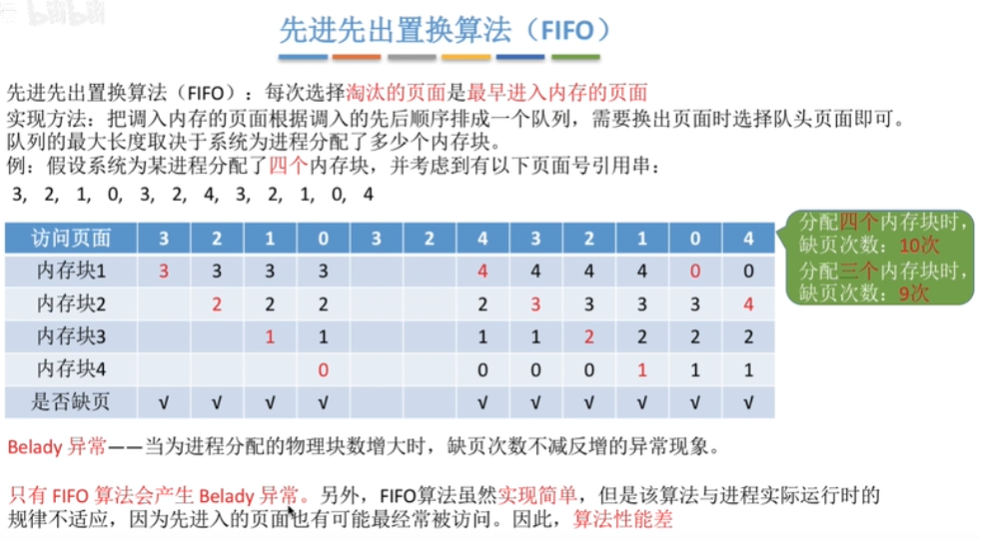 bilibili
先进先出置换算法（FIFO）
先进先出置换算法（FIFO）：每次选择淘汰的页面是最早进入内存的页面
实现方法：把调入内存的页面根据调入的先后顺序排成一个队列，需要换出页面时选择队头页面即可。
队列的最大长度取决于系统为进程分配了多少个内存块。
例：假设系统为某进程分配了四个内存块，并考虑到有以下页面号引用串：
3, 2, 1, 0, 3, 2, 4, 3, 2, 1, 0, 4
访问页面 3 2 1 0 3 2 4 3 2 1 0 4
内存块1 3 3 3 3 4 4 4 4 0 0
内存块2 2 2 2 2 3 3 3 3 4
内存块3 1 1 1 1 2 2 2 2
内存块4 0 0 0 0 1 1 1
是否缺页 √ √ √ √ √ √ √ √ √ √
分配四个内存块时，
缺页次数：10次
分配三个内存块时，
缺页次数：9次
Belady 异常——当为进程分配的物理块数增大时，缺页次数不减反增的异常现象。
只有 FIFO 算法会产生 Belady 异常。另外，FIFO算法虽然实现简单，但是该算法与进程实际运行时的
规律不适应，因为先进入的页面也有可能最经常被访问。因此，算法性能差